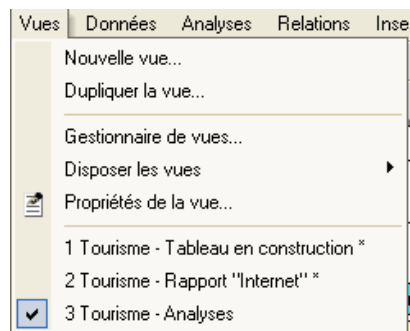 Vues Données Analyses Relations Inse
Nouvelle vue...
Dupliquer la vue...
Gestionnaire de vues...
Disposer les vues
Propriétés de la vue...
1 Tourisme - Tableau en construction *
2 Tourisme - Rapport "Internet" *
3 Tourisme - Analyses